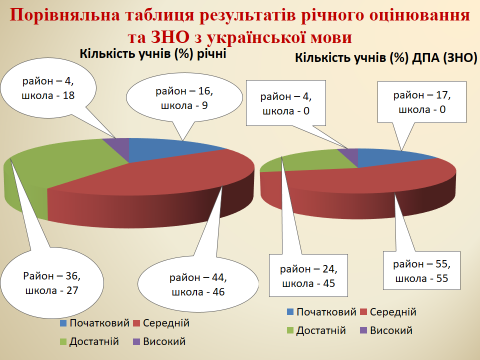 Порівняльна таблиця результатів річного оцінювання
та ЗНО з української мови
Кількість учнів (%) річні
район – 4,
школа - 18
район – 16,
школа - 9
Район – 36,
школа - 27
район – 44,
школа - 46
Початковий
Середній
Достатній
Високий
Кількість учнів (%) ДПА (ЗНО)
район – 4,
школа - 0
район – 17,
школа - 0
район – 24,
школа - 45
район – 55,
школа - 55
Початковий
Середній
Достатній
Високий